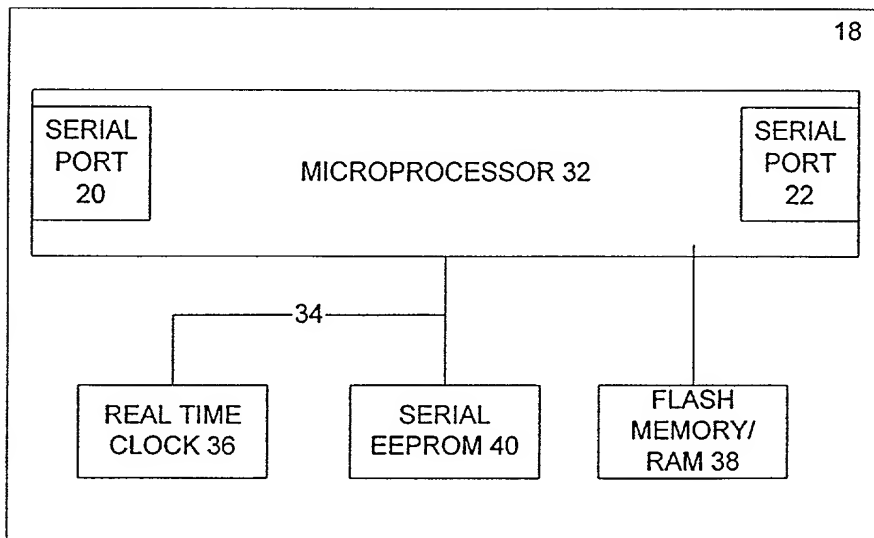 18
SERIAL
PORT
20
MICROPROCESSOR 32
SERIAL
PORT
22
34
REAL TIME
CLOCK 36
SERIAL
EEPROM 40
FLASH
MEMORY/
RAM 38